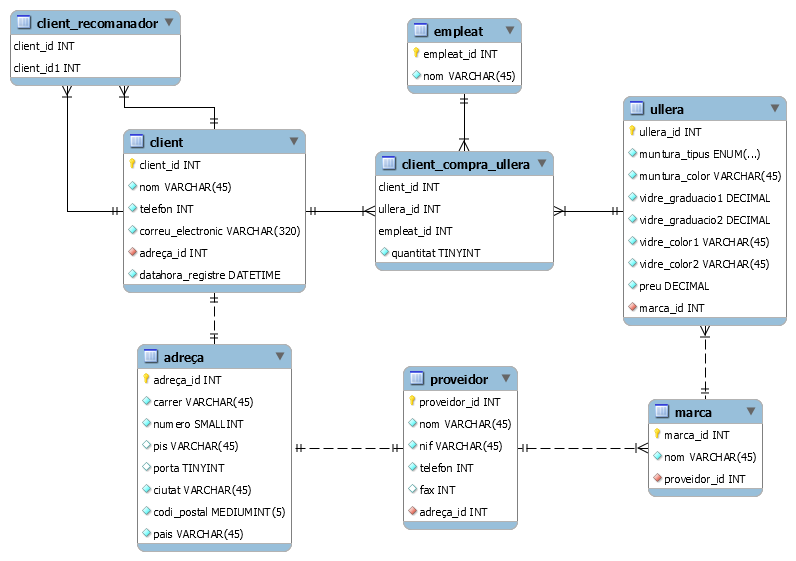 client_recomanador
client_id INT
client_id1 INT
empleat
empleat_id INT
nom VARCHAR(45)
ullera
ullera_id INT
muntura_tipus ENUM(...)
muntura_color VARCHAR(45)
vidre_graduacio1 DECIMAL
vidre_graduacio2 DECIMAL
vidre_color1 VARCHAR(45)
vidre_color2 VARCHAR(45)
preu DECIMAL
marca_id INT
client
client_id INT
nom VARCHAR(45)
telefon INT
correu_electronic VARCHAR(320)
adreça_id INT
datahora_registre DATETIME
client_compra_ullera
client_id INT
ullera_id INT
empleat_id INT
quantitat TINYINT
adreça
adreça_id INT
carrer VARCHAR(45)
numero SMALLINT
pis VARCHAR(45)
porta TINYINT
ciutat VARCHAR(45)
codi_postal MEDIUMINT(5)
pais VARCHAR(45)
proveidor
proveidor_id INT
nom VARCHAR(45)
nif VARCHAR(45)
telefon INT
fax INT
adreça_id INT
marca
marca_id INT
nom VARCHAR(45)
proveidor_id INT